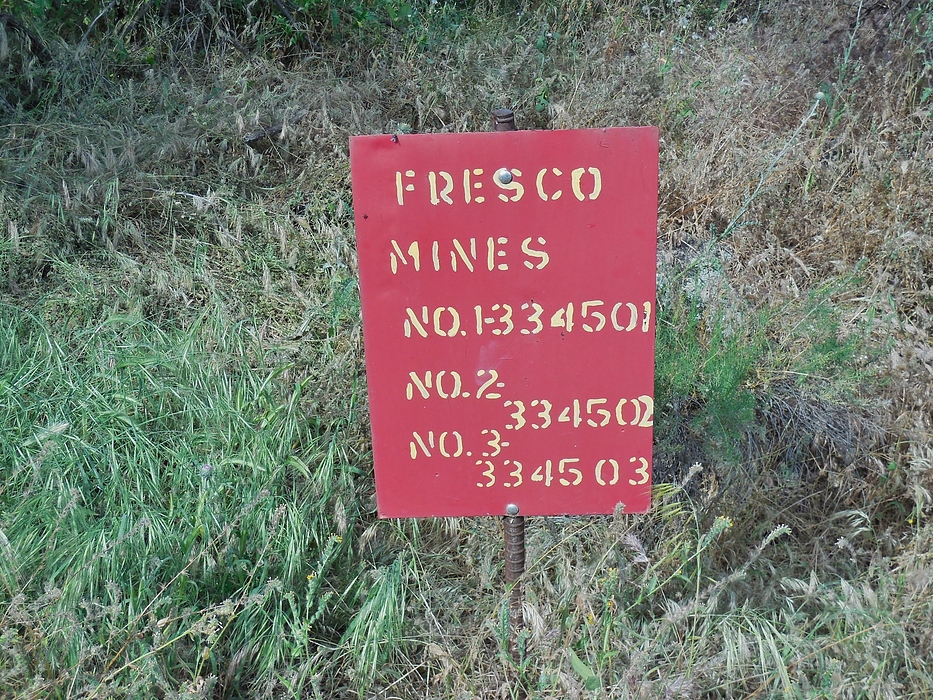 FRESCO
MINES
NO.1-334501
NO.2-
334502
NO.3-
334503